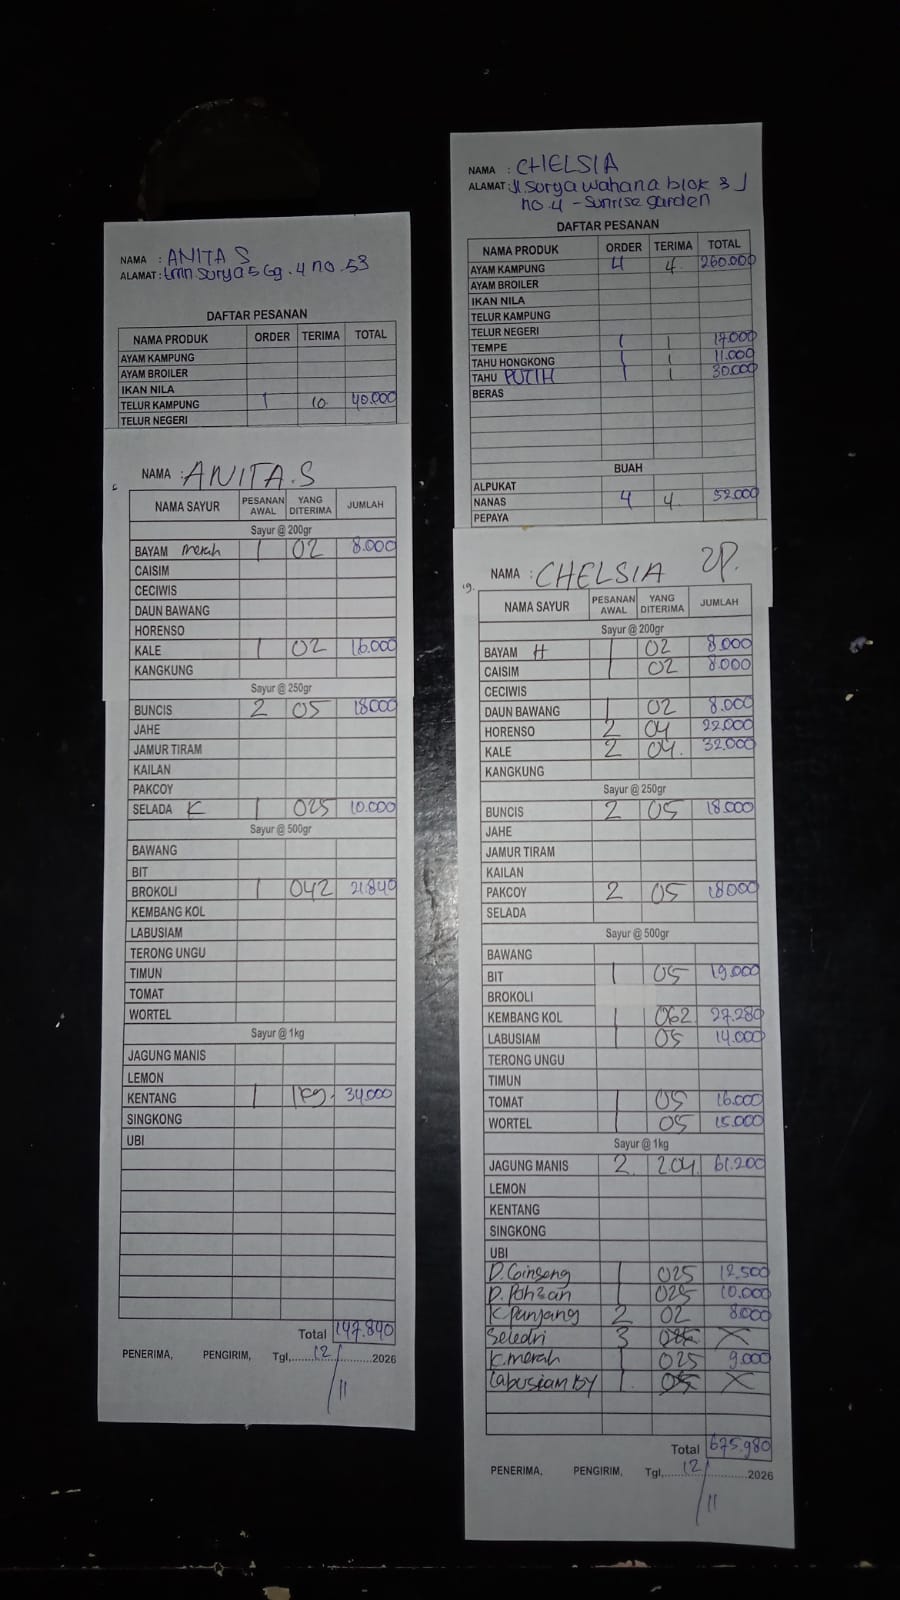 NAMA : ANITA S
ALAMAT : tmn surya 5 Gg. 4 no. 53
DAFTAR PESANAN
NAMA PRODUK ORDER TERIMA TOTAL
AYAM KAMPUNG
AYAM BROILER
IKAN NILA
TELUR KAMPUNG 1 10 40.000
TELUR NEGERI
NAMA : ANITA.S
NAMA SAYUR PESANAN AWAL YANG DITERIMA JUMLAH
Sayur @ 200gr
BAYAM merah 1 02 8.000
CAISIM
CECIWIS
DAUN BAWANG
HORENSO
KALE 1 02 16.000
KANGKUNG
Sayur @ 250gr
BUNCIS 2 05 18.000
JAHE
JAMUR TIRAM
KAILAN
PAKCOY
SELADA K 1 025 10.000
Sayur @ 500gr
BAWANG
BIT
BROKOLI 1 042 21.840
KEMBANG KOL
LABUSIAM
TERONG UNGU
TIMUN
TOMAT
WORTEL
Sayur @ 1kg
JAGUNG MANIS
LEMON
KENTANG 1 1kg. 34.000
SINGKONG
UBI
Total 147.840
PENERIMA, PENGIRIM, Tgl,......12/11......2026
NAMA : CHELSIA
ALAMAT : Jl. Surya wahana blok 3 J
no.4 - Sunrise garden
DAFTAR PESANAN
NAMA PRODUK ORDER TERIMA TOTAL
AYAM KAMPUNG 4 4. 260.000
AYAM BROILER
IKAN NILA
TELUR KAMPUNG
TELUR NEGERI
TEMPE 1 1 17.000
TAHU HONGKONG 1 1 11.000
TAHU PUTIH 1 1 30.000
BERAS
BUAH
ALPUKAT
NANAS 4 4. 52.000
PEPAYA
19.
NAMA : CHELSIA 2P.
NAMA SAYUR PESANAN AWAL YANG DITERIMA JUMLAH
Sayur @ 200gr
BAYAM H 1 02 8.000
CAISIM 1 02 8.000
CECIWIS
DAUN BAWANG 1 02 8.000
HORENSO 2 04 22.000
KALE 2 04. 32.000
KANGKUNG
Sayur @ 250gr
BUNCIS 2 05 18.000
JAHE
JAMUR TIRAM
KAILAN
PAKCOY 2 05 18.000
SELADA
Sayur @ 500gr
BAWANG
BIT 1 05 19.000
BROKOLI
KEMBANG KOL 1 062 27.280
LABUSIAM 1 05 14.000
TERONG UNGU
TIMUN
TOMAT 1 05 16.000
WORTEL 1 05 15.000
Sayur @ 1kg
JAGUNG MANIS 2. 204. 61.200
LEMON
KENTANG
SINGKONG
UBI
D. Ginseng 1 025 12.500
D. Pohzan 1 025 10.000
K panjang 2 02 8.000
Seledri 3 X
K. merah 1 025 9.000
Labusiam BY 1. 05 X
Total 675.980
PENERIMA, PENGIRIM, Tgl,......12/11......2026